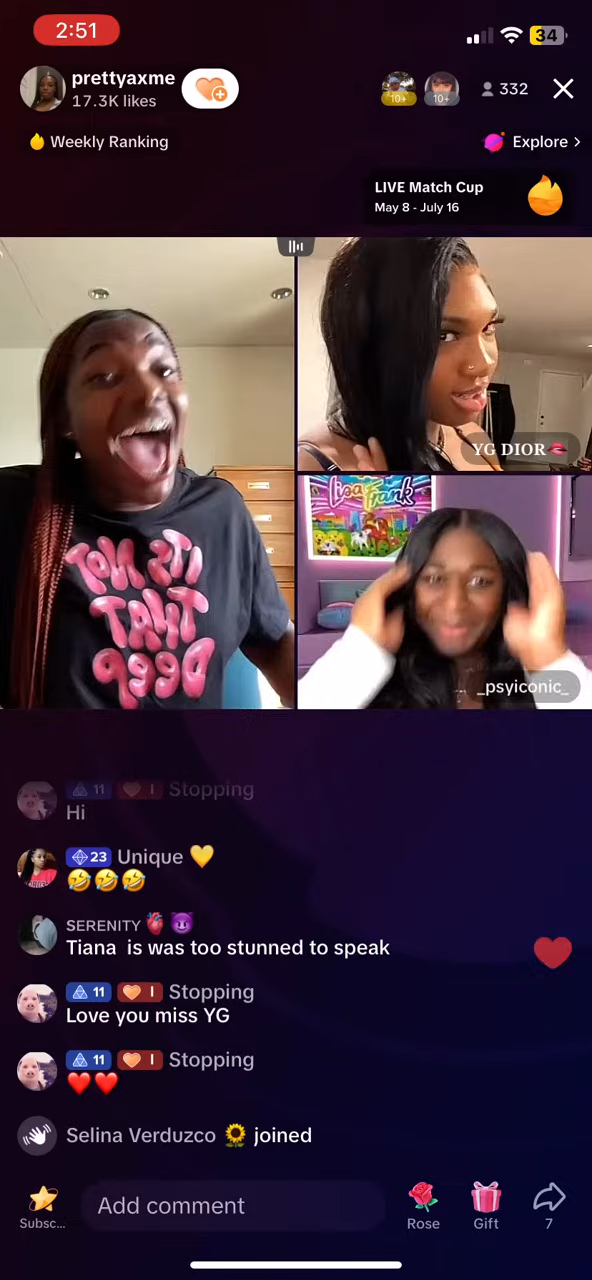 2:51
34
prettyaxme
17.3K likes
10+
10+
332
Weekly Ranking
Explore >
LIVE Match Cup
May 8 - July 16
YG DIOR
Lisa Frank
ITS NOT
THAT
DEEP
_psyiconic_
11 I Stopping
Hi
23 Unique 💛
🤣🤣🤣
SERENITY 🫀😈
Tiana is was too stunned to speak
11 I Stopping
Love you miss YG
11 I Stopping
❤️❤️
Selina Verduzco 🌻 joined
Subsc...
Add comment
Rose
Gift
7